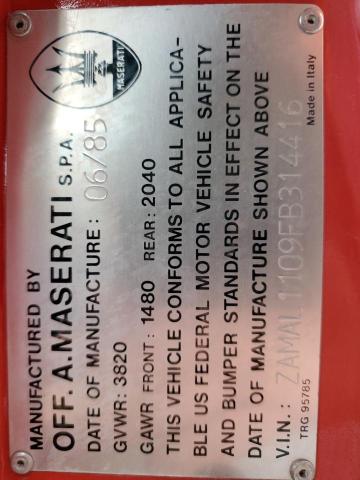 MASERATI
MANUFACTURED BY
OFF. A. MASERATI S.P.A.
DATE OF MANUFACTURE: 06/85
GVWR: 3820
GAWR FRONT: 1480 REAR: 2040
THIS VEHICLE CONFORMS TO ALL APPLICA-
BLE US FEDERAL MOTOR VEHICLE SAFETY
AND BUMPER STANDARDS IN EFFECT ON THE
DATE OF MANUFACTURE SHOWN ABOVE
V.I.N.: ZAMAL1109FB314416
TRG 95785 Made in Italy